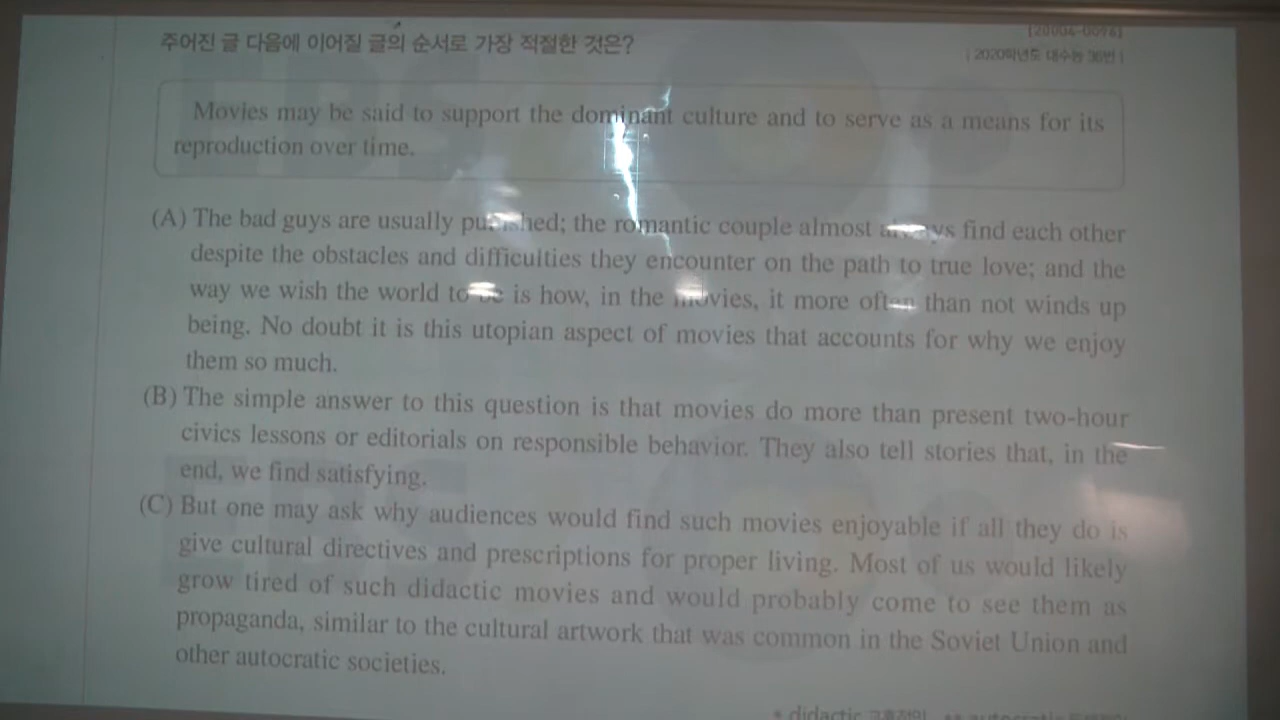 주어진 글 다음에 이어질 글의 순서로 가장 적절한 것은?
[20004-0096]
| 2020학년도 대수능 36번 |
Movies may be said to support the dominant culture and to serve as a means for its
reproduction over time.
(A) The bad guys are usually punished; the romantic couple almost always find each other
despite the obstacles and difficulties they encounter on the path to true love; and the
way we wish the world to be is how, in the movies, it more often than not winds up
being. No doubt it is this utopian aspect of movies that accounts for why we enjoy
them so much.
(B) The simple answer to this question is that movies do more than present two-hour
civics lessons or editorials on responsible behavior. They also tell stories that, in the
end, we find satisfying.
(C) But one may ask why audiences would find such movies enjoyable if all they do is
give cultural directives and prescriptions for proper living. Most of us would likely
grow tired of such didactic movies and would probably come to see them as
propaganda, similar to the cultural artwork that was common in the Soviet Union and
other autocratic societies.
* didactic ** autocratic